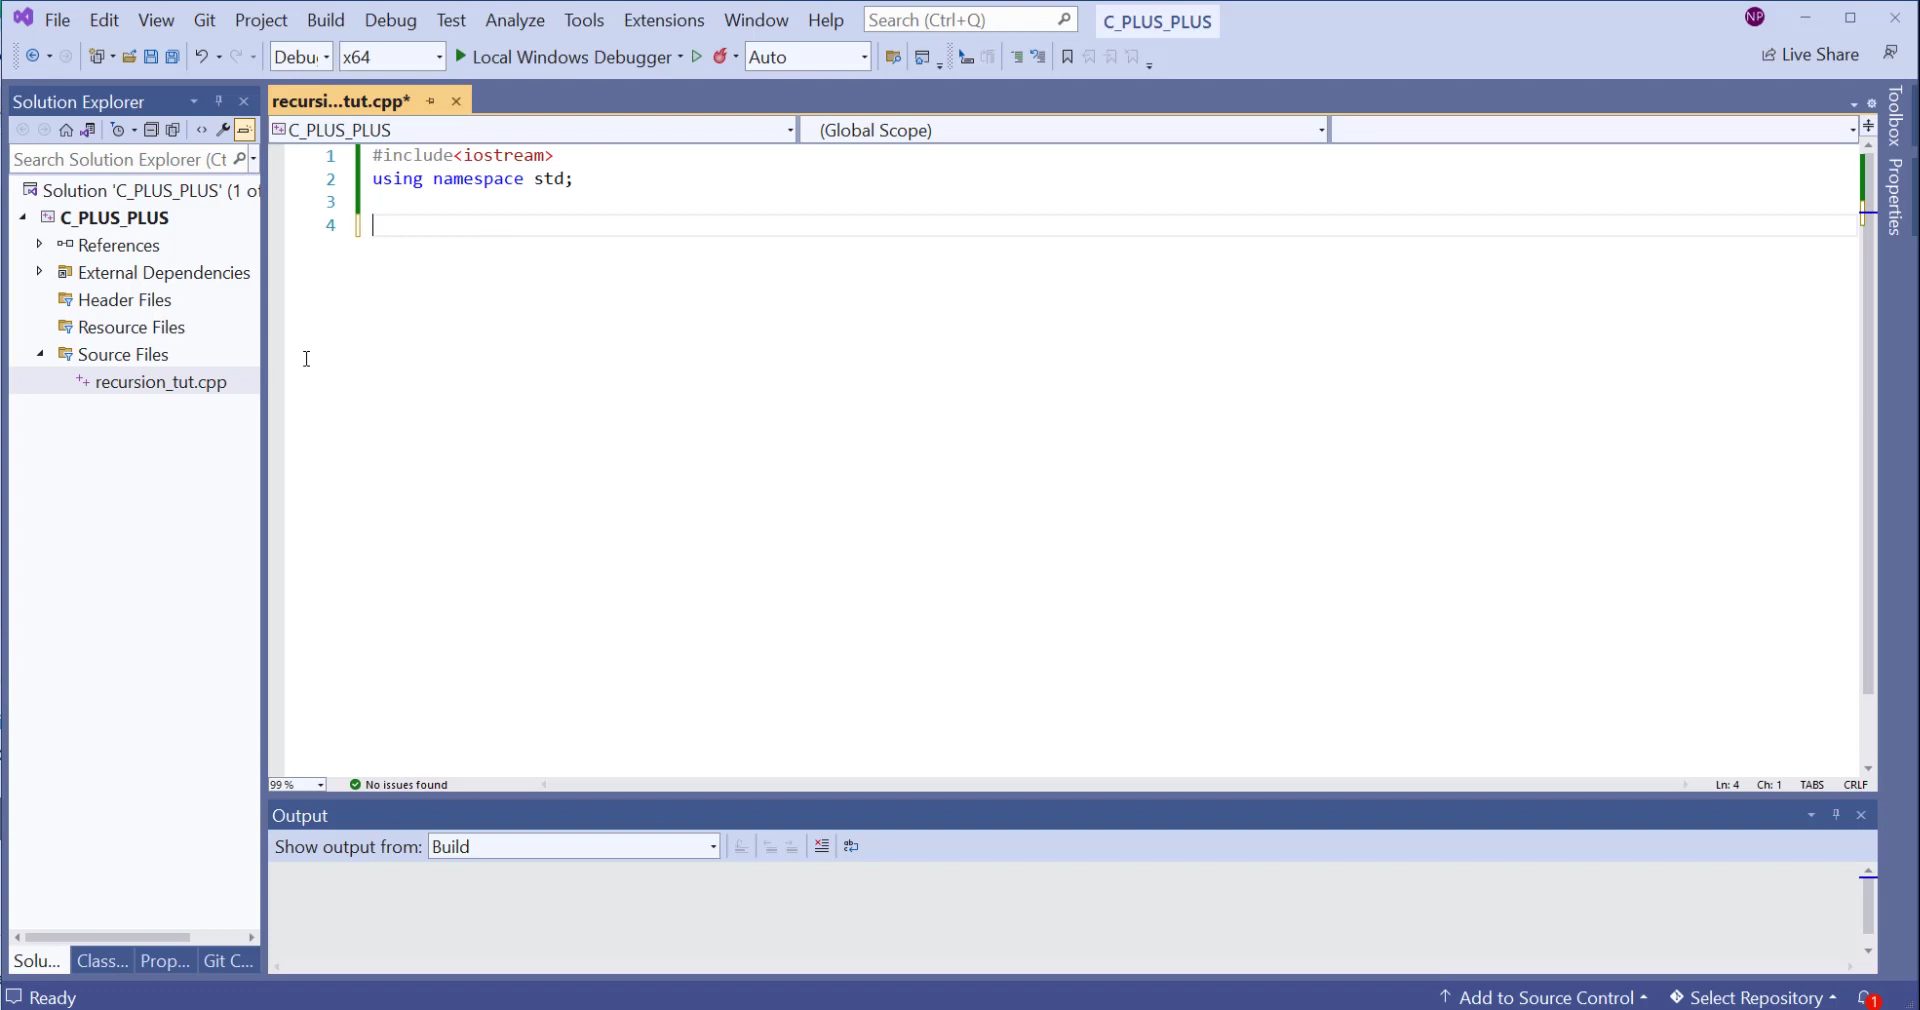 File Edit View Git Project Build Debug Test Analyze Tools Extensions Window Help Search (Ctrl+Q) C_PLUS_PLUS NP
Debu x64 Local Windows Debugger Auto Live Share
Solution Explorer
recursi...tut.cpp*
C_PLUS_PLUS (Global Scope)
Search Solution Explorer (Ct
Solution 'C_PLUS_PLUS' (1 of
C_PLUS_PLUS
References
External Dependencies
Header Files
Resource Files
Source Files
recursion_tut.cpp
1 #include<iostream>
2 using namespace std;
3
4
Toolbox
Properties
99 % No issues found Ln: 4 Ch: 1 TABS CRLF
Output
Show output from: Build
Solu... Class... Prop... Git C...
Ready Add to Source Control Select Repository 1